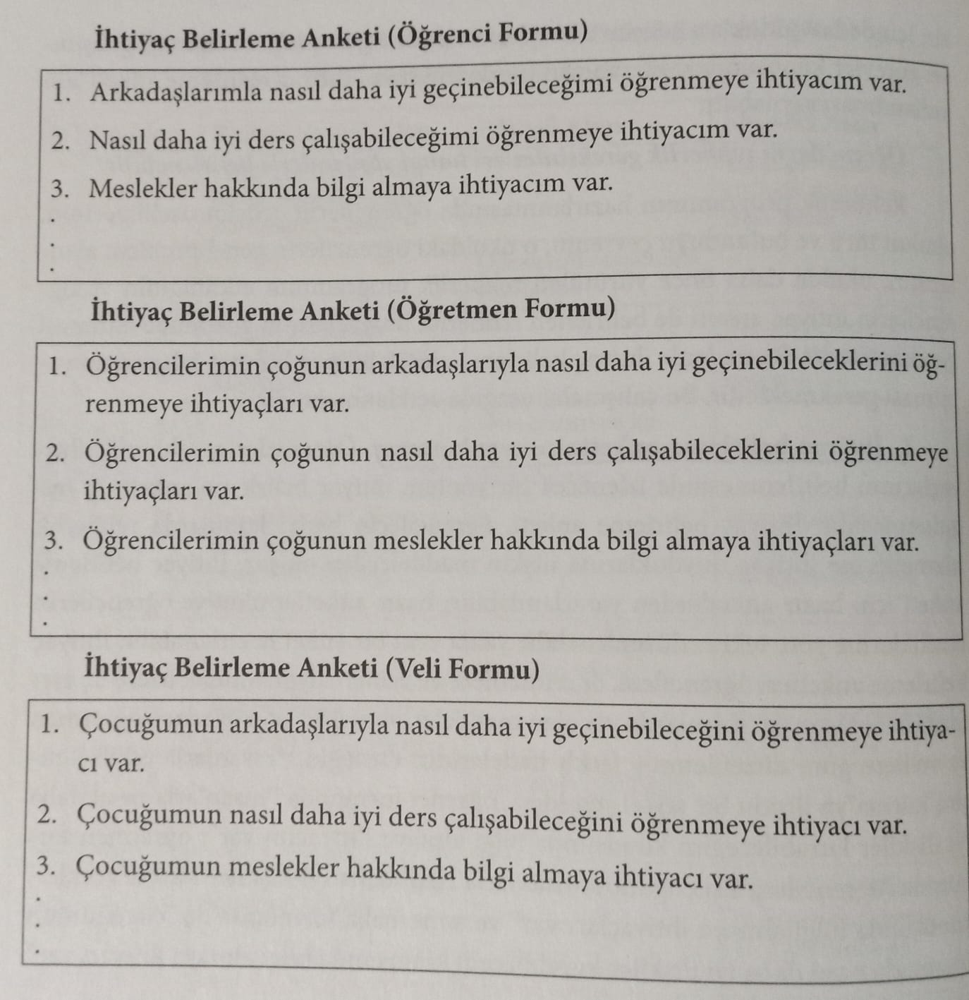 İhtiyaç Belirleme Anketi (Öğrenci Formu)
1. Arkadaşlarımla nasıl daha iyi geçinebileceğimi öğrenmeye ihtiyacım var.
2. Nasıl daha iyi ders çalışabileceğimi öğrenmeye ihtiyacım var.
3. Meslekler hakkında bilgi almaya ihtiyacım var.
.
.
.
İhtiyaç Belirleme Anketi (Öğretmen Formu)
1. Öğrencilerimin çoğunun arkadaşlarıyla nasıl daha iyi geçinebileceklerini öğ-
renmeye ihtiyaçları var.
2. Öğrencilerimin çoğunun nasıl daha iyi ders çalışabileceklerini öğrenmeye
ihtiyaçları var.
3. Öğrencilerimin çoğunun meslekler hakkında bilgi almaya ihtiyaçları var.
.
.
.
İhtiyaç Belirleme Anketi (Veli Formu)
1. Çocuğumun arkadaşlarıyla nasıl daha iyi geçinebileceğini öğrenmeye ihtiya-
cı var.
2. Çocuğumun nasıl daha iyi ders çalışabileceğini öğrenmeye ihtiyacı var.
3. Çocuğumun meslekler hakkında bilgi almaya ihtiyacı var.
.
.
.